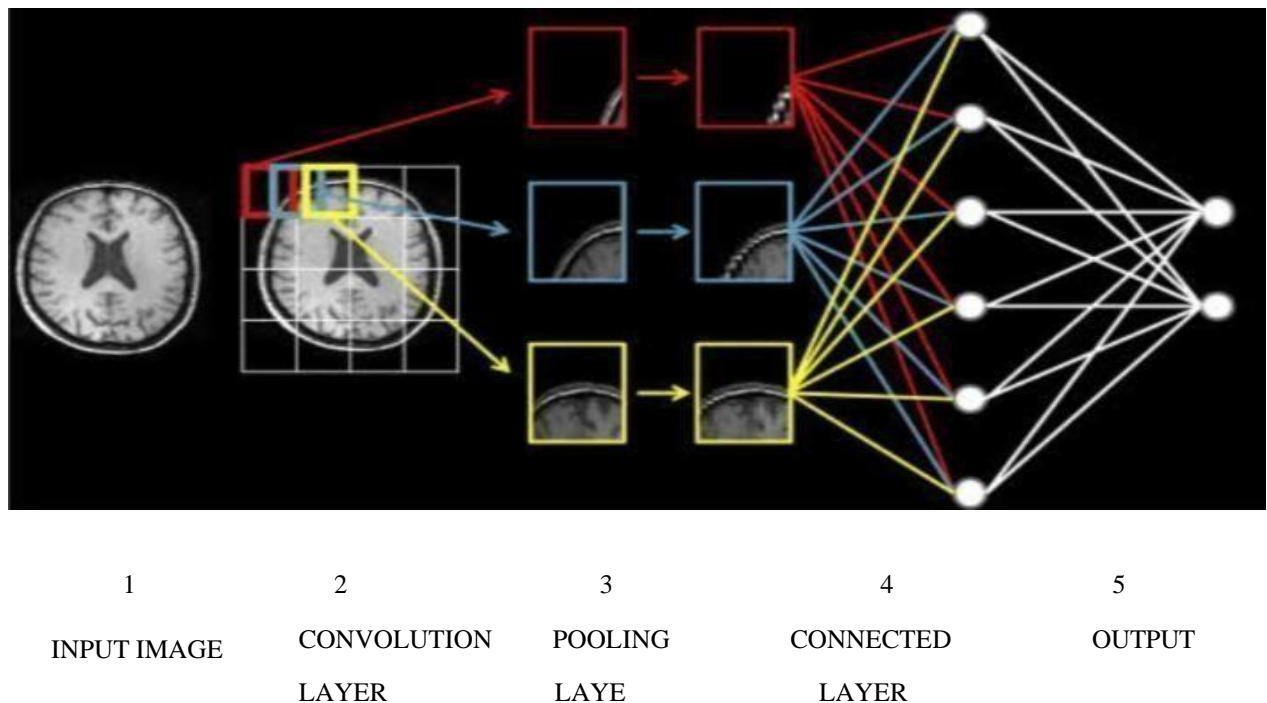 1 2 3 4 5
INPUT IMAGE CONVOLUTION POOLING CONNECTED OUTPUT
LAYER LAYE LAYER